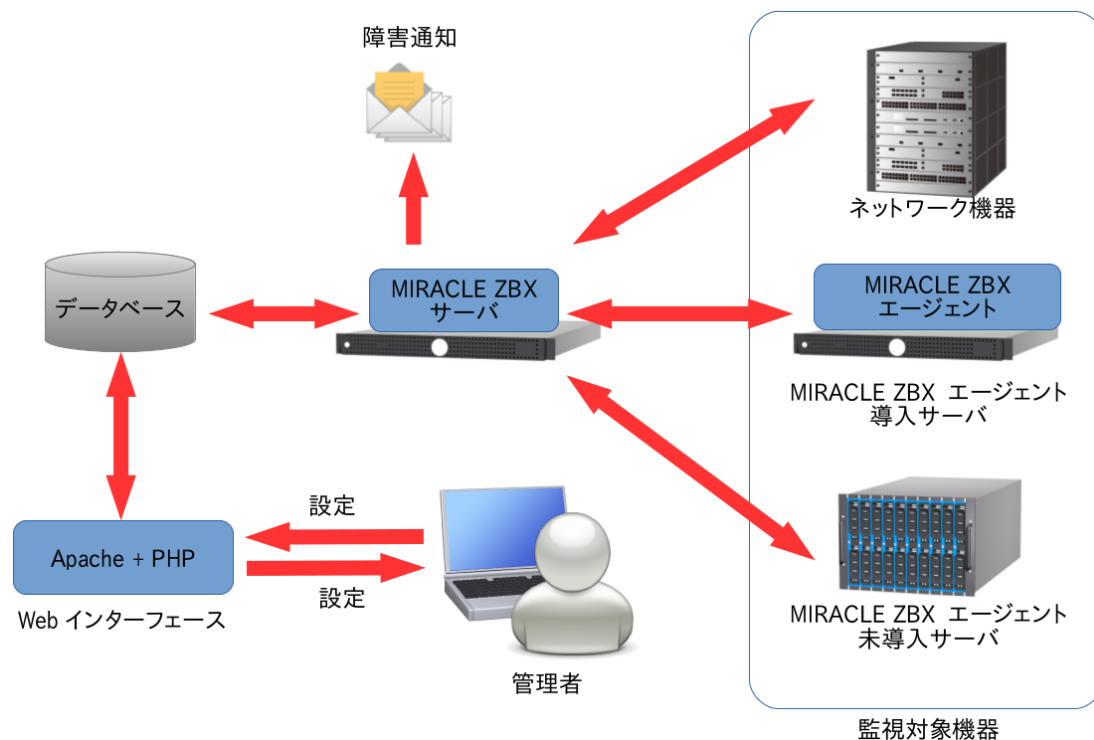 障害通知
ネットワーク機器
データベース
MIRACLE ZBX
サーバ
MIRACLE ZBX
エージェント
MIRACLE ZBX エージェント
導入サーバ
設定
Apache + PHP
設定
Web インターフェース
管理者
MIRACLE ZBX エージェント
未導入サーバ
監視対象機器